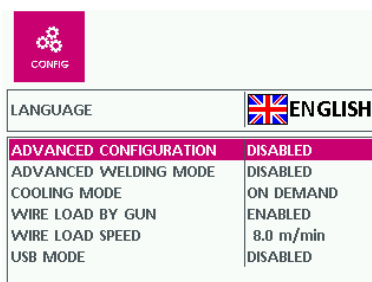 CONFIG
LANGUAGE ENGLISH
ADVANCED CONFIGURATION DISABLED
ADVANCED WELDING MODE DISABLED
COOLING MODE ON DEMAND
WIRE LOAD BY GUN ENABLED
WIRE LOAD SPEED 8.0 m/min
USB MODE DISABLED